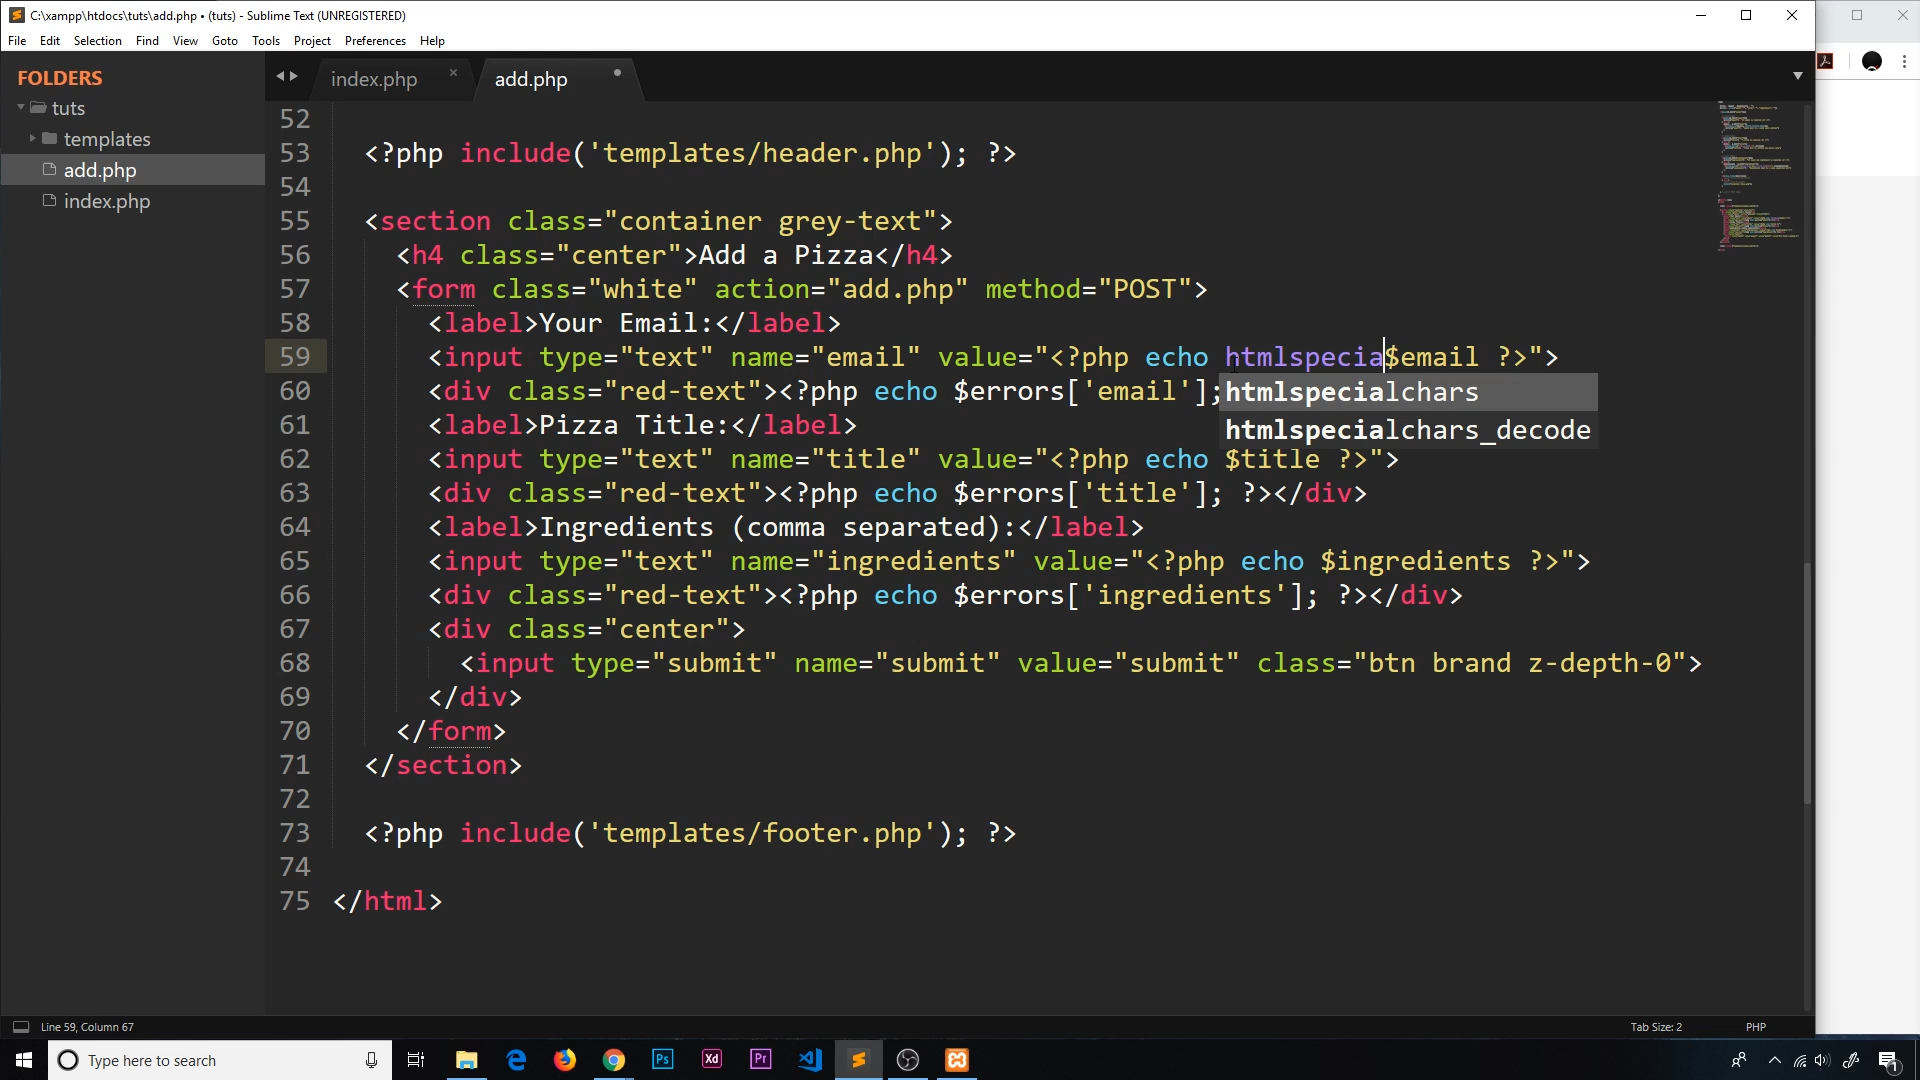 C:\xampp\htdocs\tuts\add.php • (tuts) - Sublime Text (UNREGISTERED)
File Edit Selection Find View Goto Tools Project Preferences Help
FOLDERS
tuts
templates
add.php
index.php
index.php × add.php
52
53 <?php include('templates/header.php'); ?>
54
55 <section class="container grey-text">
56 <h4 class="center">Add a Pizza</h4>
57 <form class="white" action="add.php" method="POST">
58 <label>Your Email:</label>
59 <input type="text" name="email" value="<?php echo htmlspecia$email ?>">
60 <div class="red-text"><?php echo $errors['email'];
htmlspecialchars
61 <label>Pizza Title:</label>
htmlspecialchars_decode
62 <input type="text" name="title" value="<?php echo $title ?>">
63 <div class="red-text"><?php echo $errors['title']; ?></div>
64 <label>Ingredients (comma separated):</label>
65 <input type="text" name="ingredients" value="<?php echo $ingredients ?>">
66 <div class="red-text"><?php echo $errors['ingredients']; ?></div>
67 <div class="center">
68 <input type="submit" name="submit" value="submit" class="btn brand z-depth-0">
69 </div>
70 </form>
71 </section>
72
73 <?php include('templates/footer.php'); ?>
74
75 </html>
Line 59, Column 67
Tab Size: 2 PHP
Type here to search
Ps Xd Pr
1